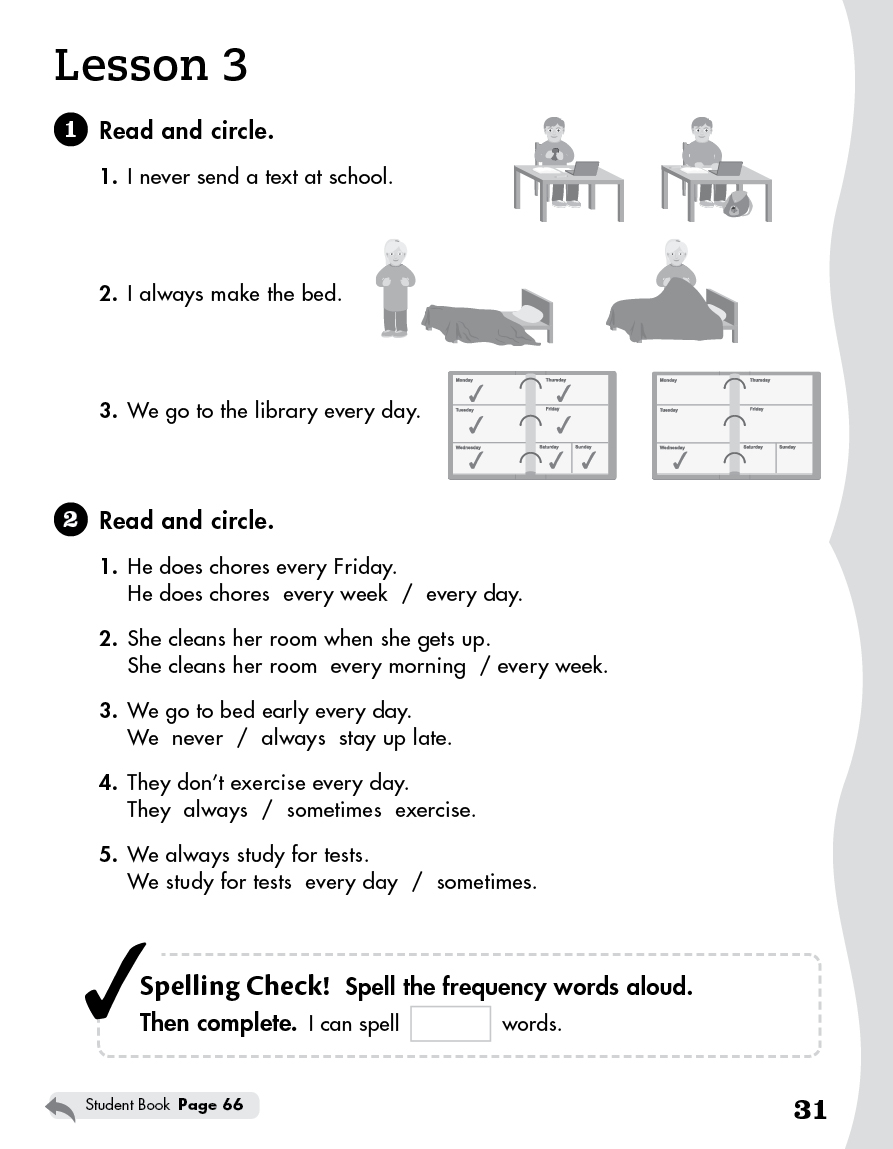 Lesson 3
1 Read and circle.
1. I never send a text at school.
2. I always make the bed.
Monday Thursday
Tuesday Friday
Wednesday Saturday Sunday
Monday Thursday
Tuesday Friday
Wednesday Saturday Sunday
3. We go to the library every day.
2 Read and circle.
1. He does chores every Friday.
He does chores every week / every day.
2. She cleans her room when she gets up.
She cleans her room every morning / every week.
3. We go to bed early every day.
We never / always stay up late.
4. They don't exercise every day.
They always / sometimes exercise.
5. We always study for tests.
We study for tests every day / sometimes.
Spelling Check! Spell the frequency words aloud.
Then complete. I can spell words.
Student Book Page 66
31